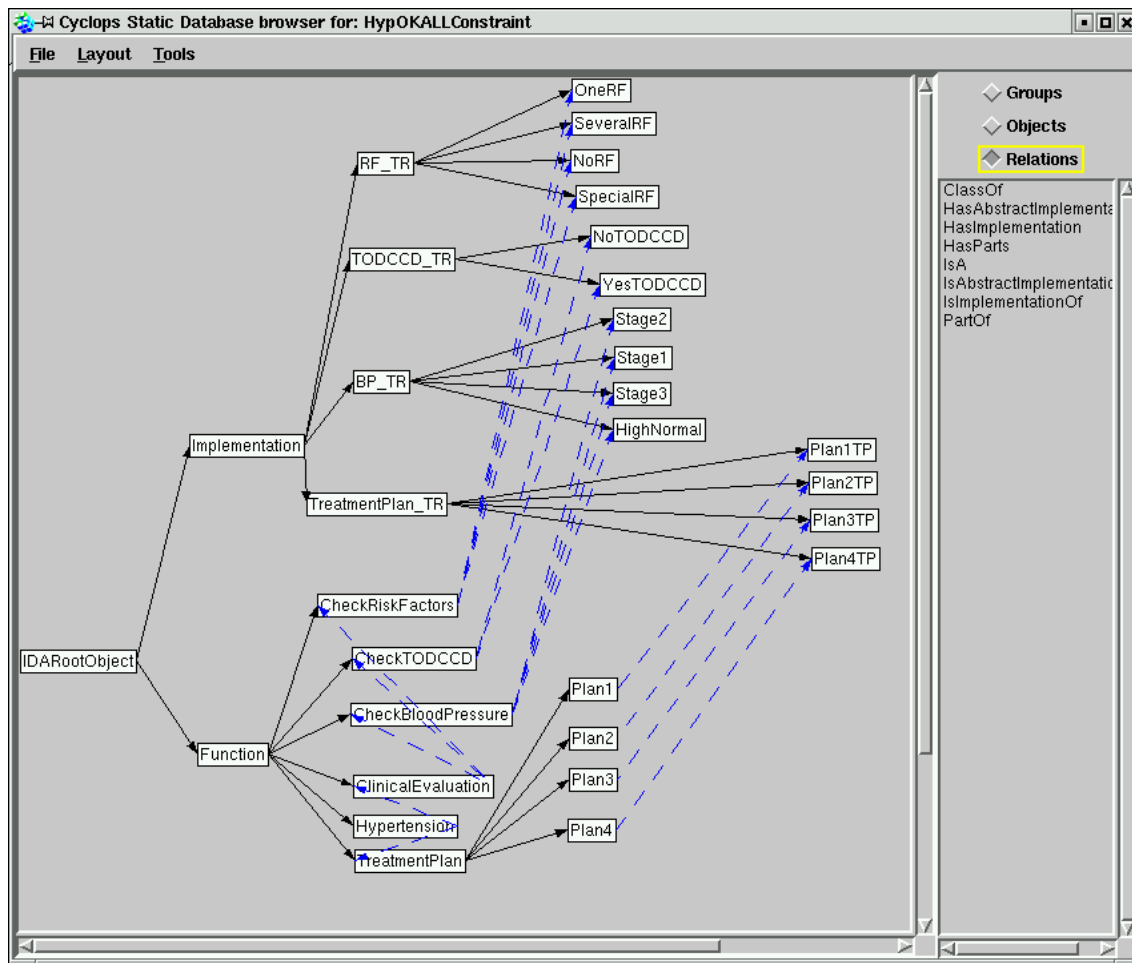 Cyclops Static Database browser for: HypOKALLConstraint
File Layout Tools
OneRF
SeveralRF
RF_TR
NoRF
SpecialRF
NoTODCCD
TODCCD_TR
YesTODCCD
Stage2
Stage1
BP_TR
Stage3
HighNormal
Implementation
Plan1TP
Plan2TP
TreatmentPlan_TR
Plan3TP
Plan4TP
CheckRiskFactors
IDARootObject
CheckTODCCD
Plan1
CheckBloodPressure
Plan2
Function
Plan3
ClinicalEvaluation
Hypertension
Plan4
TreatmentPlan
Groups
Objects
Relations
ClassOf
HasAbstractImplementa
HasImplementation
HasParts
IsA
IsAbstractImplementatic
IsImplementationOf
PartOf